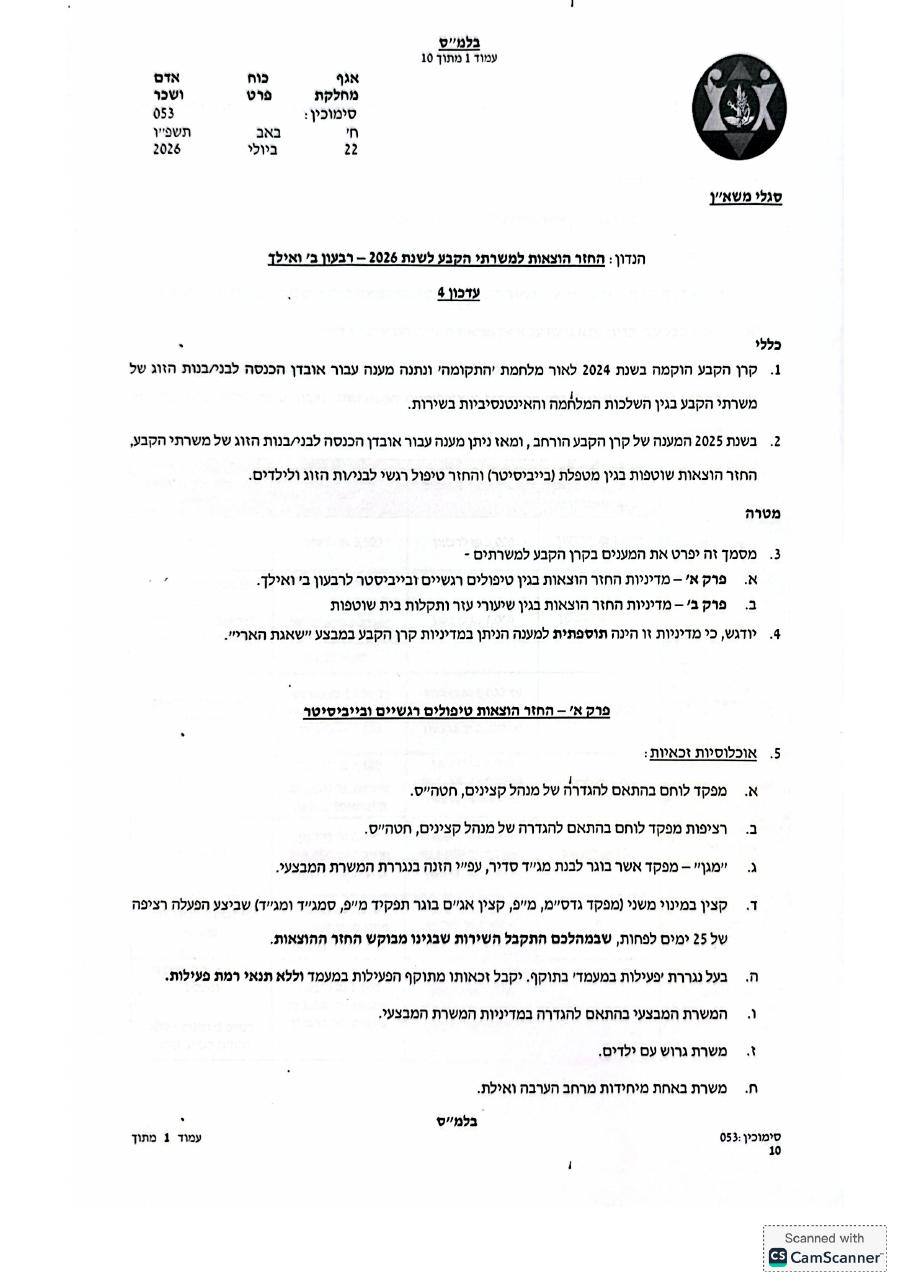 בלמ״ס
עמוד 1 מתוך 10
אגף כוח אדם
מחלקת פרט ושכר
סימוכין: 053
ח׳ באב תשפ״ו
22 ביולי 2026
סגלי משא״ן
הנדון: החזר הוצאות למשרתי הקבע לשנת 2026 – רבעון ב׳ ואילך
עדכון 4
כללי
1. קרן הקבע הוקמה בשנת 2024 לאור מלחמת ׳התקומה׳ ונתנה מענה עבור אובדן הכנסה לבני/בנות הזוג של
משרתי הקבע בגין השלכות המלחמה והאינטנסיביות בשירות.
2. בשנת 2025 המענה של קרן הקבע הורחב, ומאז ניתן מענה עבור אובדן הכנסה לבני/בנות הזוג של משרתי הקבע,
החזר הוצאות שוטפות בגין מטפלת (בייביסיטר) והחזר טיפול רגשי לבני/ות הזוג ולילדים.
מטרה
3. מסמך זה יפרט את המענים בקרן הקבע למשרתים -
א. פרק א׳ – מדיניות החזר הוצאות בגין טיפולים רגשיים ובייביסטר לרבעון ב׳ ואילך.
ב. פרק ב׳ – מדיניות החזר הוצאות בגין שיעורי עזר ותקלות בית שוטפות
4. יודגש, כי מדיניות זו הינה תוספתית למענה הניתן במדיניות קרן הקבע במבצע ״שאגת הארי״.
פרק א׳ – החזר הוצאות טיפולים רגשיים ובייביסיטר
5. אוכלוסיות זכאיות:
א. מפקד לוחם בהתאם להגדרה של מנהל קצינים, חטה״ס.
ב. רציפות מפקד לוחם בהתאם להגדרה של מנהל קצינים, חטה״ס.
ג. ״מגן״ – מפקד אשר בוגר לבנת מג״ד סדיר, עפ״י הזנה בנגררת המשרת המבצעי.
ד. קצין במינוי משני (מפקד גדס״מ, מ״פ, קצין אג״ם בוגר תפקיד מ״פ, סמג״ד ומג״ד) שביצע הפעלה רציפה
של 25 ימים לפחות, שבמהלכם התקבל השירות שבגינו מבוקש החזר ההוצאות.
ה. בעל נגררת ׳פעילות במעמד׳ בתוקף. יקבל זכאותו מתוקף הפעילות במעמד וללא תנאי רמת פעילות.
ו. המשרת המבצעי בהתאם להגדרה במדיניות המשרת המבצעי.
ז. משרת גרוש עם ילדים.
ח. משרת באחת מיחידות מרחב הערבה ואילת.
בלמ״ס
סימוכין: 053 עמוד 1 מתוך
10
Scanned with
CS CamScanner